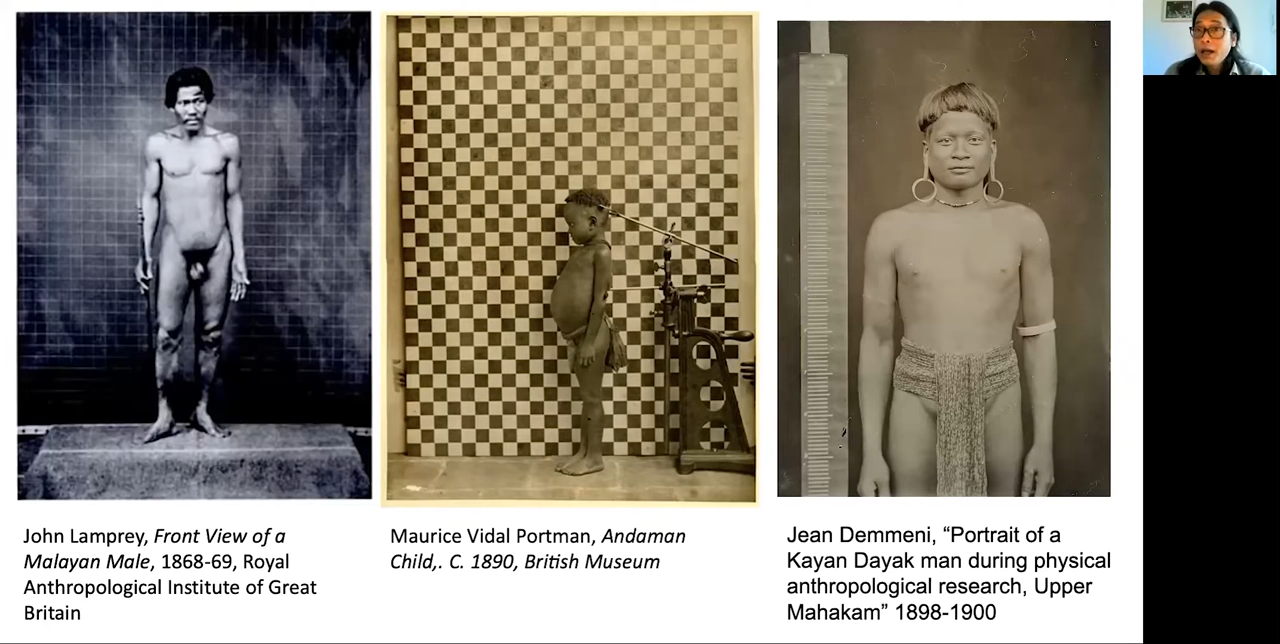 John Lamprey, Front View of a
Malayan Male, 1868-69, Royal
Anthropological Institute of Great
Britain
Maurice Vidal Portman, Andaman
Child,. C. 1890, British Museum
Jean Demmeni, “Portrait of a
Kayan Dayak man during physical
anthropological research, Upper
Mahakam” 1898-1900